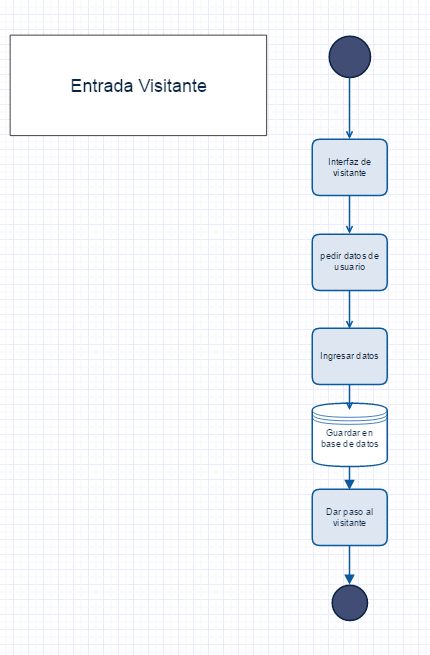 Entrada Visitante
Interfaz de
visitante
pedir datos de
usuario
Ingresar datos
Guardar en
base de datos
Dar paso al
visitante